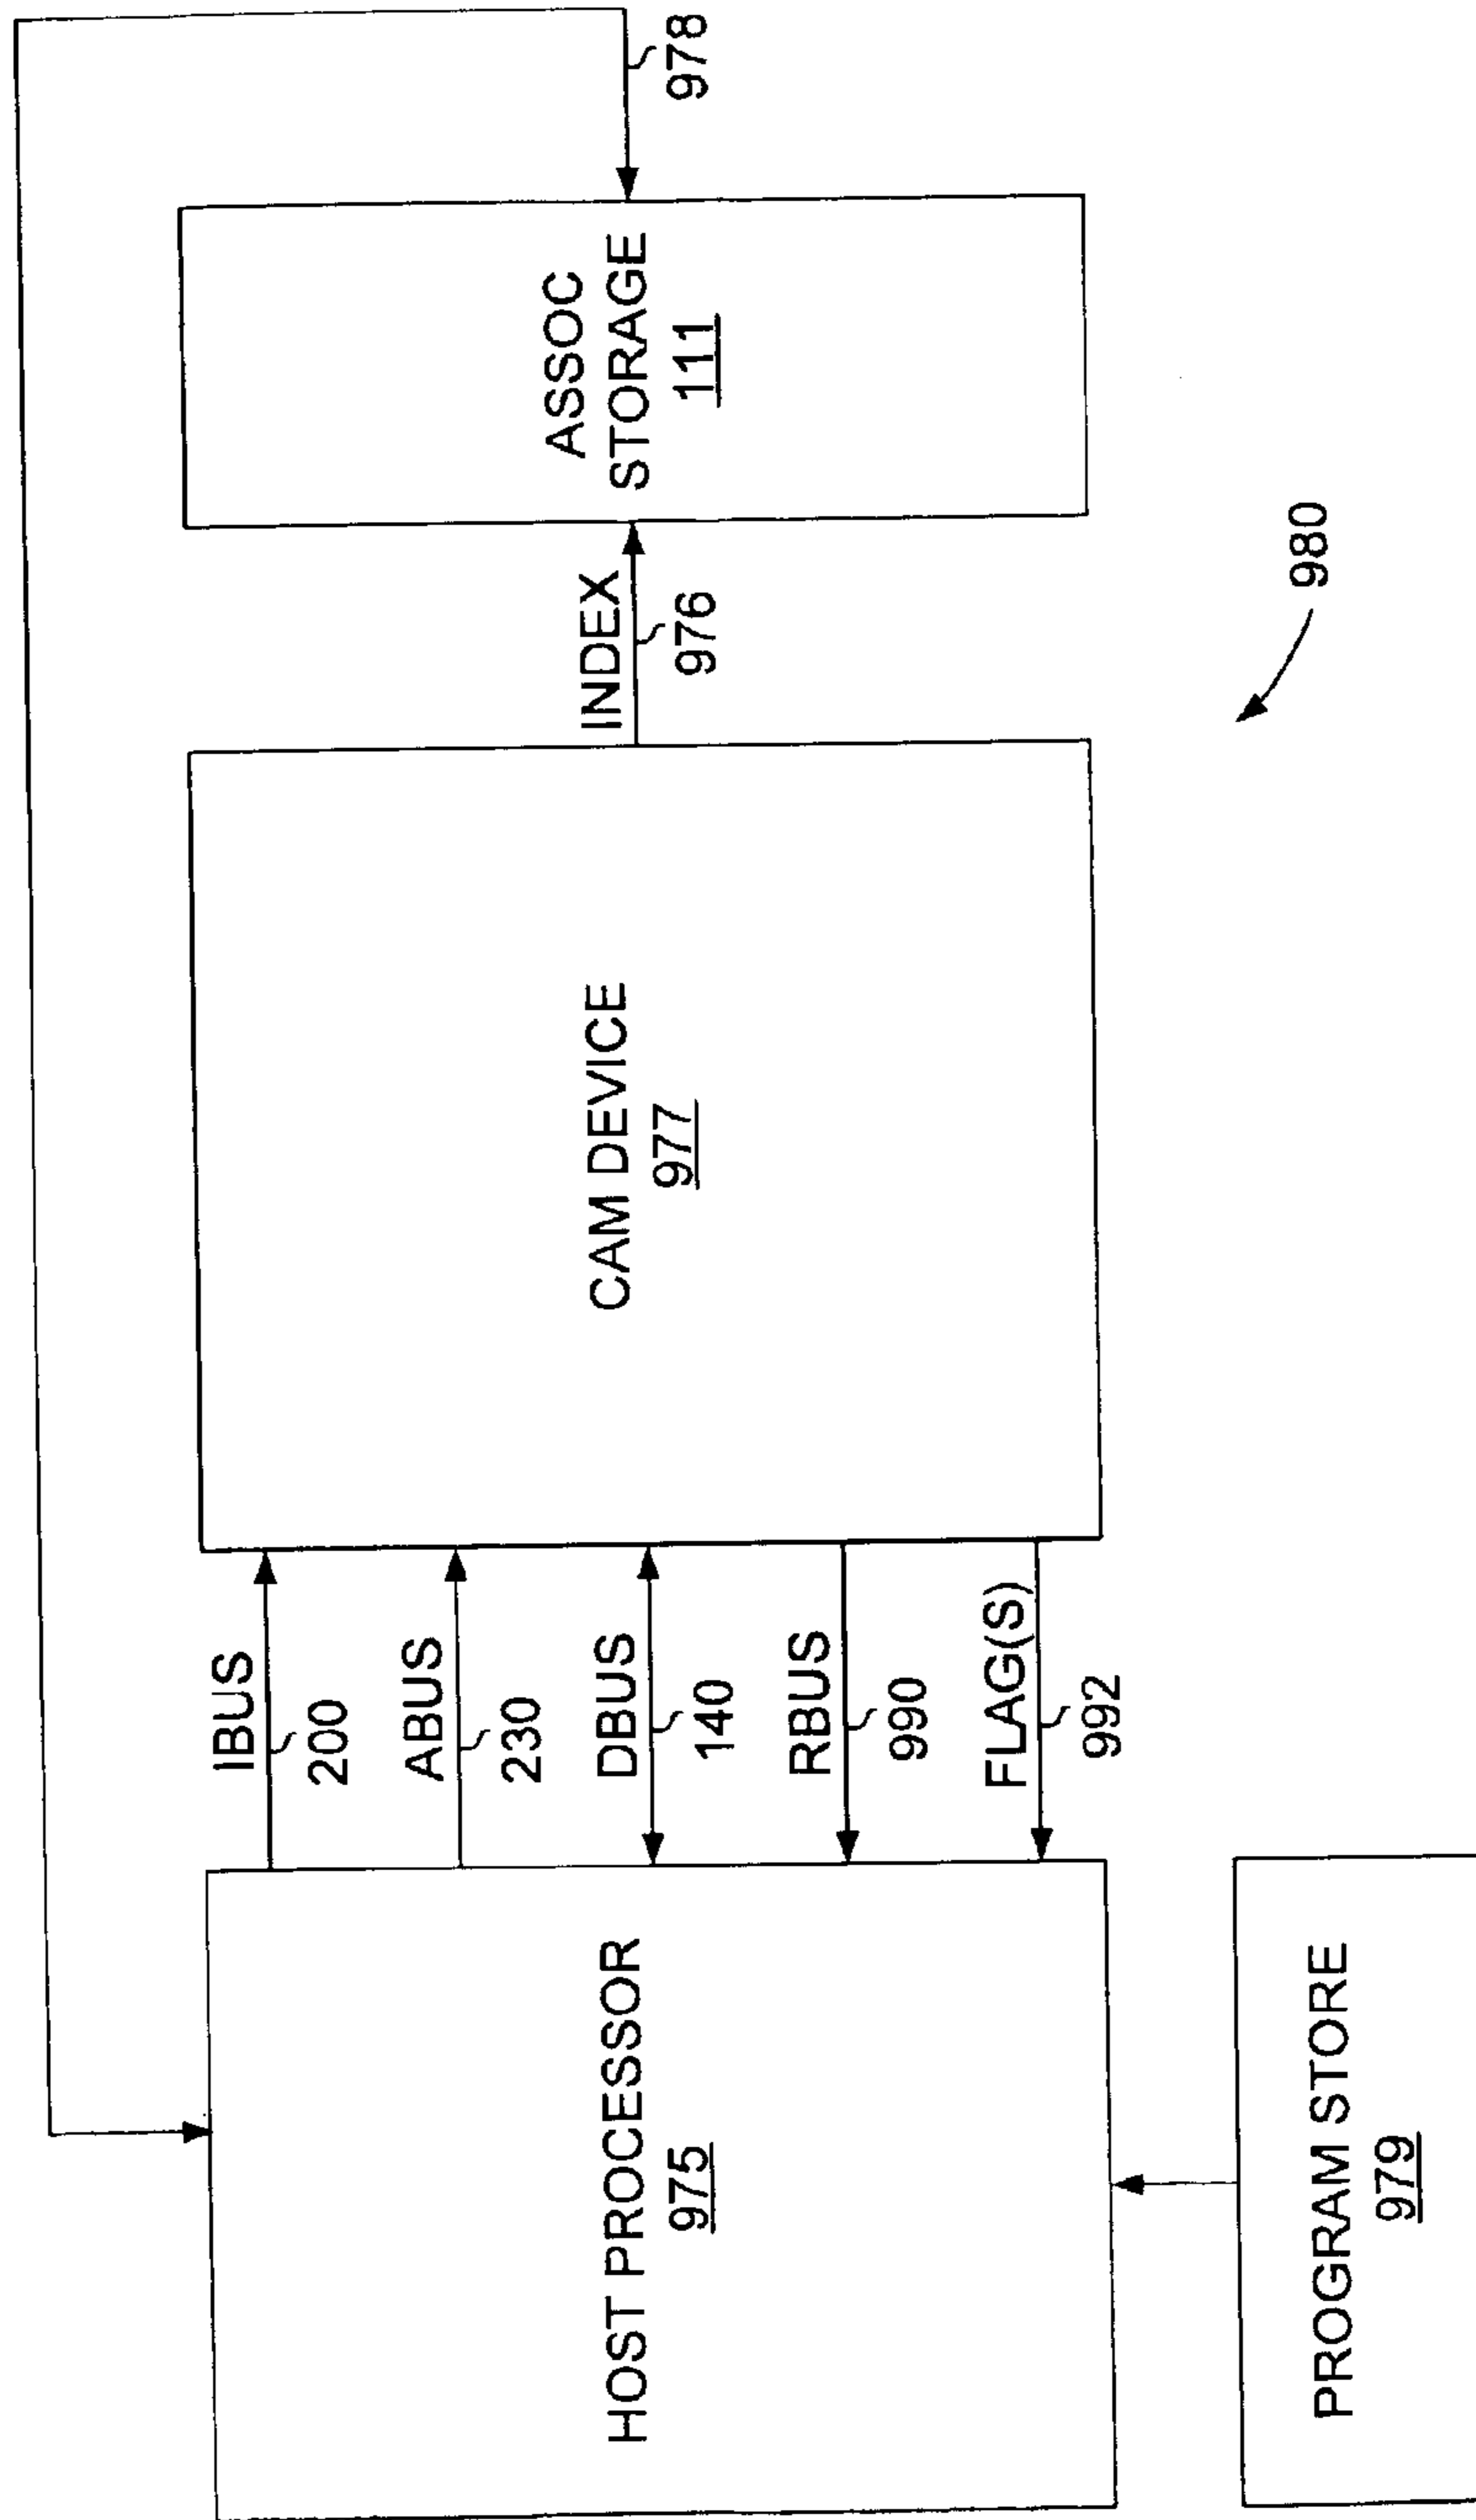 978
ASSOC
STORAGE
111
INDEX
976
980
CAM DEVICE
977
IBUS
200
ABUS
230
DBUS
140
RBUS
990
FLAG(S)
992
HOST PROCESSOR
975
PROGRAM STORE
979